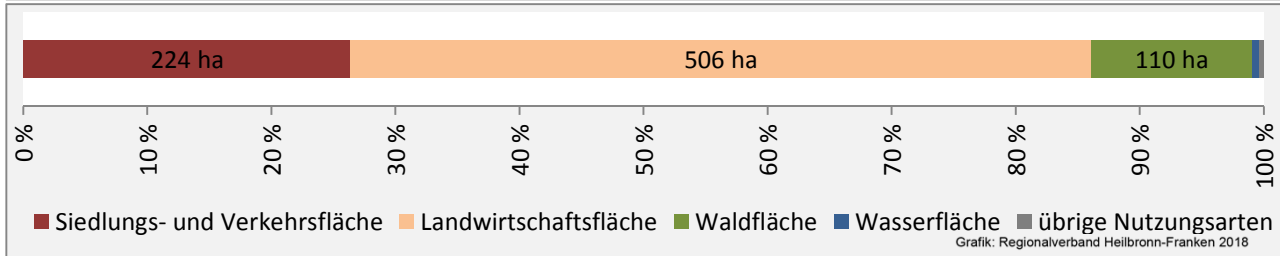 224 ha 506 ha 110 ha
0 % 10 % 20 % 30 % 40 % 50 % 60 % 70 % 80 % 90 % 100 %
Siedlungs- und Verkehrsfläche Landwirtschaftsfläche Waldfläche Wasserfläche übrige Nutzungsarten
Grafik: Regionalverband Heilbronn-Franken 2018